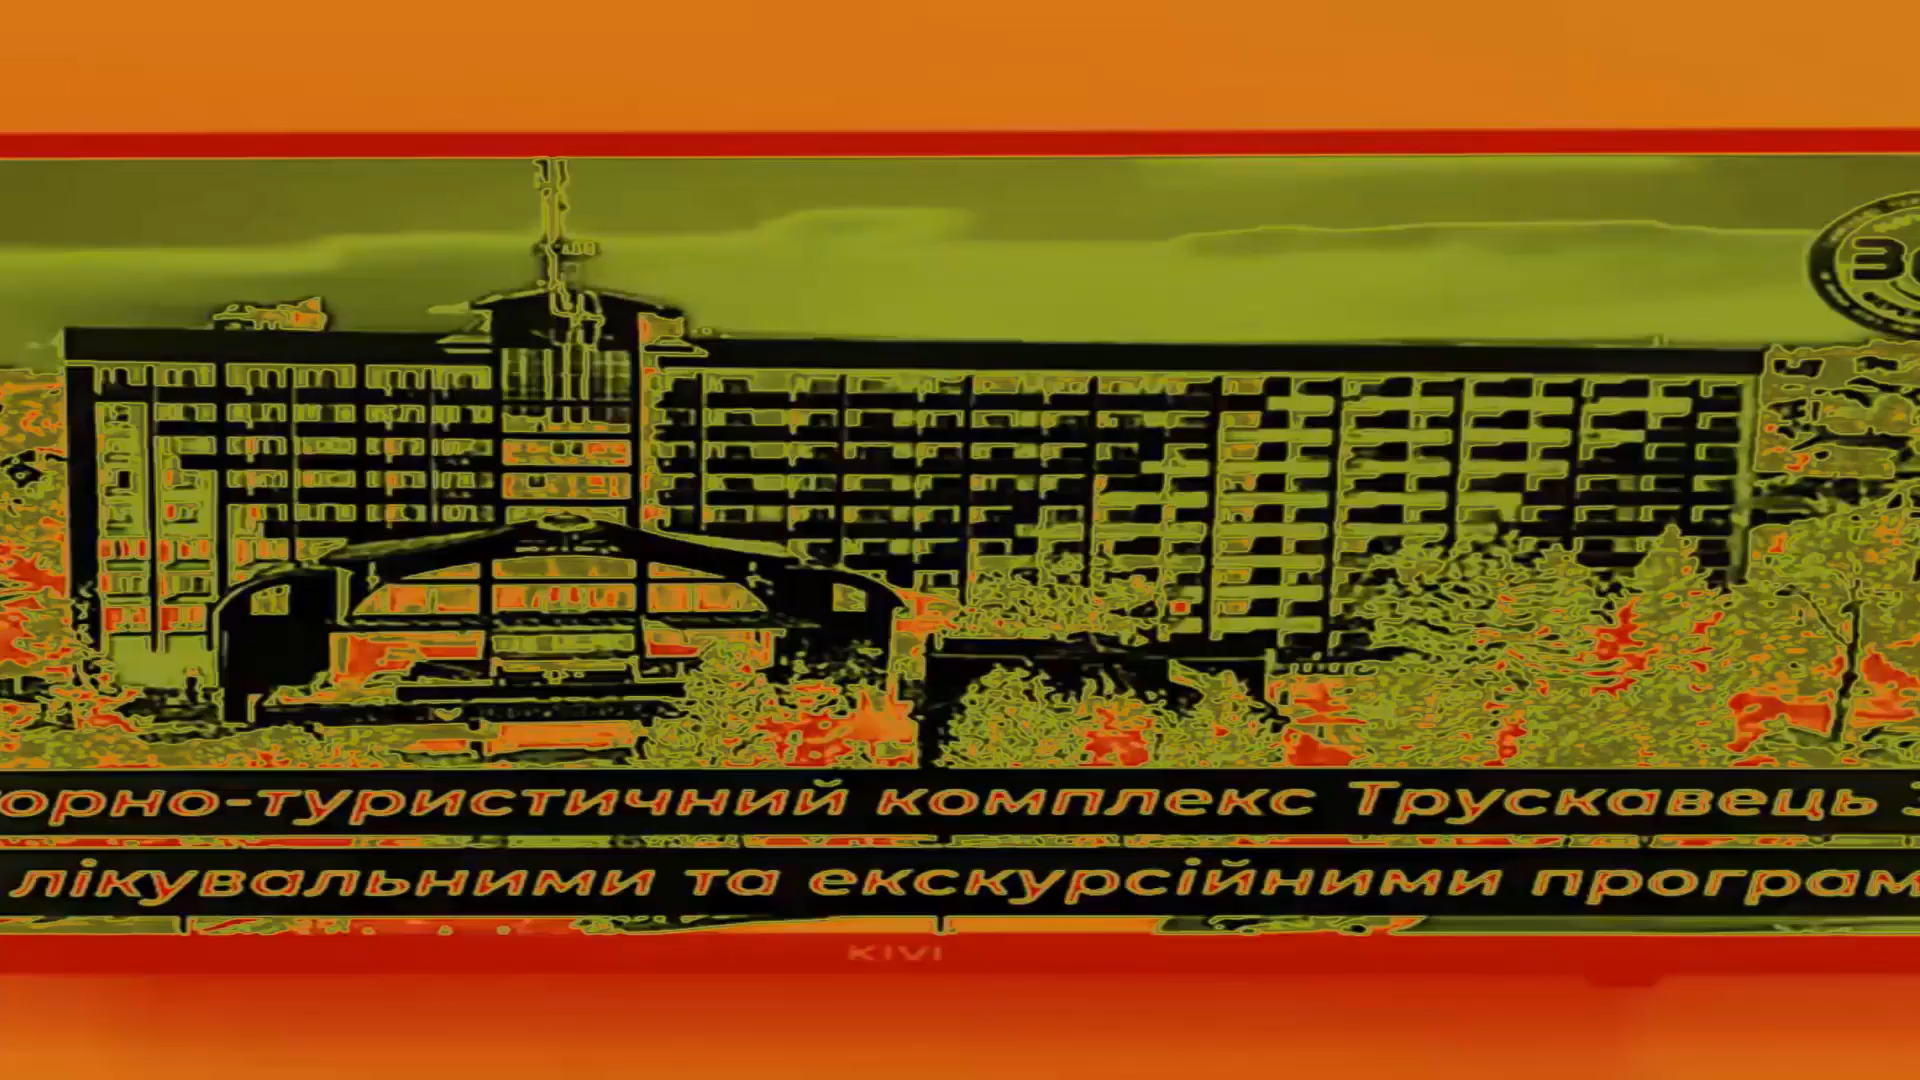 орно-туристичний комплекс Трускавець З
лікувальними та екскурсійними програм
KIVI